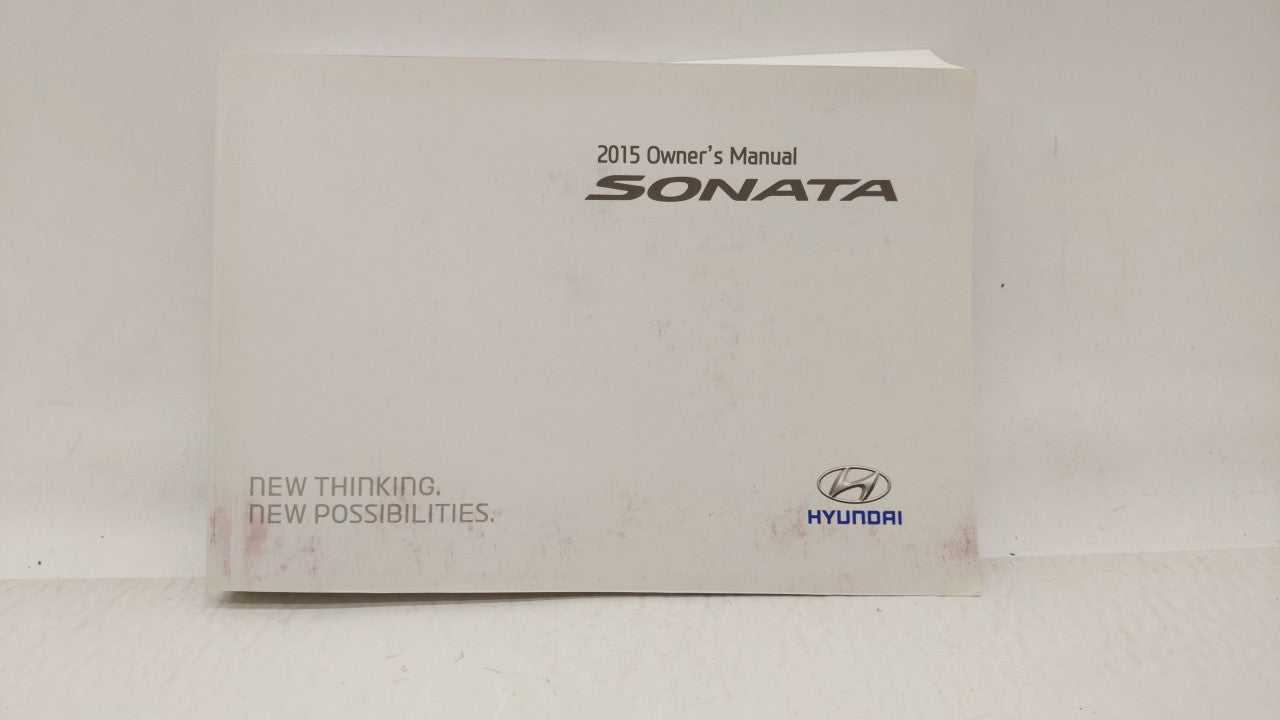 2015 Owner's Manual
SONATA
NEW THINKING.
NEW POSSIBILITIES.
HYUNDAI